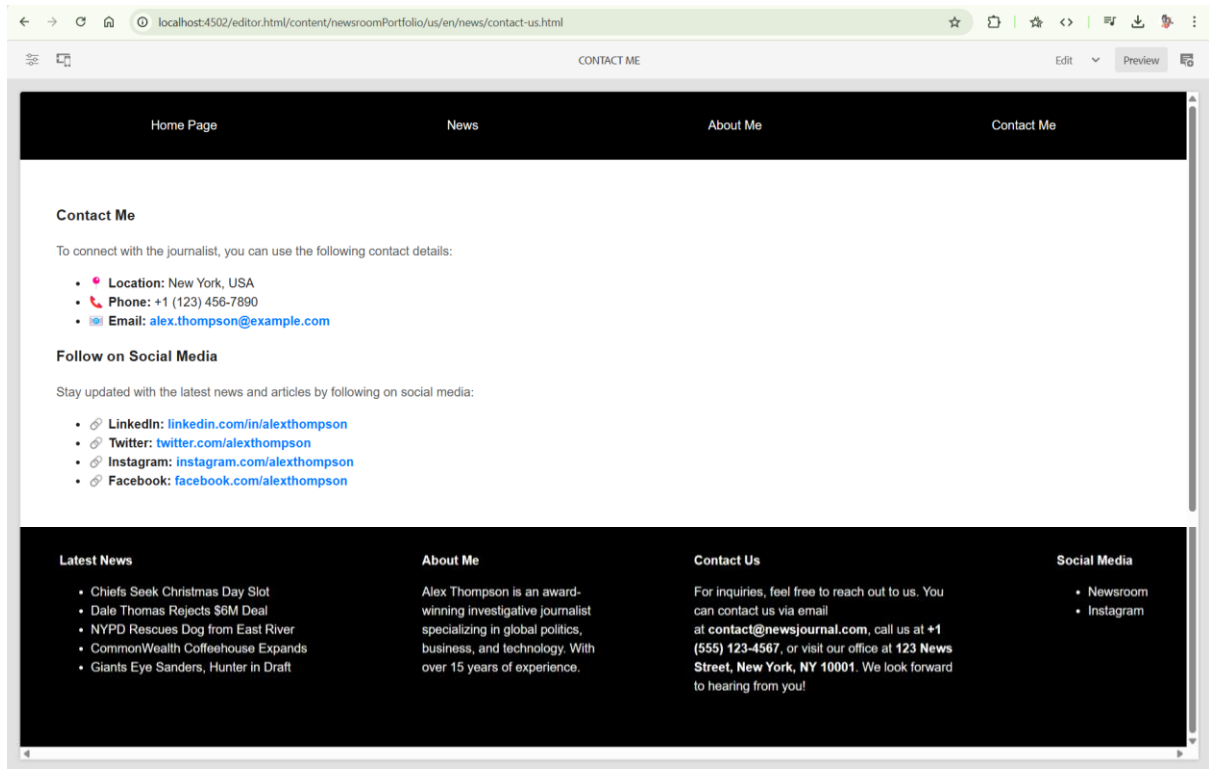 localhost:4502/editor.html/content/newsroomPortfolio/us/en/news/contact-us.html
CONTACT ME
Edit
Preview
Home Page
News
About Me
Contact Me
Contact Me
To connect with the journalist, you can use the following contact details:
• 📍 Location: New York, USA
• 📞 Phone: +1 (123) 456-7890
• 📧 Email: alex.thompson@example.com
Follow on Social Media
Stay updated with the latest news and articles by following on social media:
• 🔗 LinkedIn: linkedin.com/in/alexthompson
• 🔗 Twitter: twitter.com/alexthompson
• 🔗 Instagram: instagram.com/alexthompson
• 🔗 Facebook: facebook.com/alexthompson
Latest News
• Chiefs Seek Christmas Day Slot
• Dale Thomas Rejects $6M Deal
• NYPD Rescues Dog from East River
• CommonWealth Coffeehouse Expands
• Giants Eye Sanders, Hunter in Draft
About Me
Alex Thompson is an award-
winning investigative journalist
specializing in global politics,
business, and technology. With
over 15 years of experience.
Contact Us
For inquiries, feel free to reach out to us. You
can contact us via email
at contact@newsjournal.com, call us at +1
(555) 123-4567, or visit our office at 123 News
Street, New York, NY 10001. We look forward
to hearing from you!
Social Media
• Newsroom
• Instagram